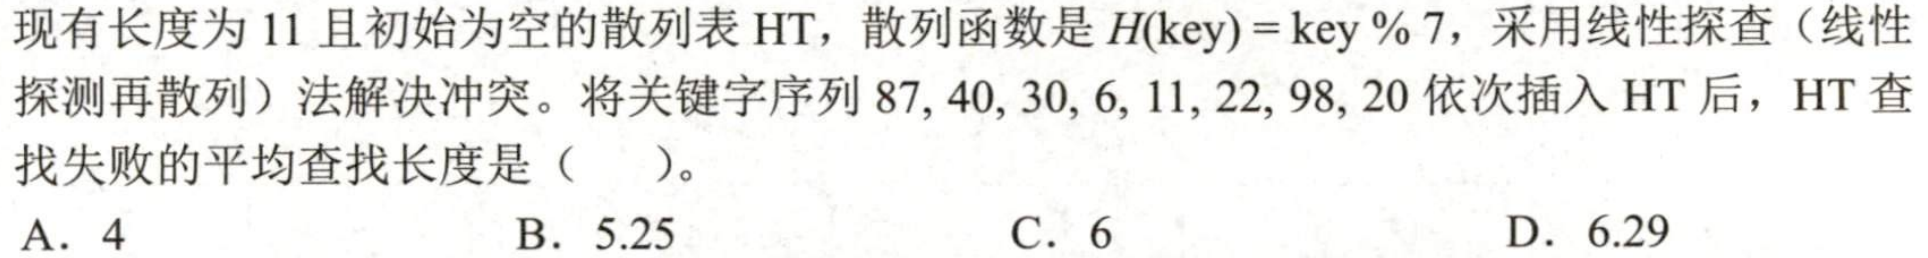 现有长度为 11 且初始为空的散列表 HT，散列函数是 H(key) = key % 7，采用线性探查（线性
探测再散列）法解决冲突。将关键字序列 87, 40, 30, 6, 11, 22, 98, 20 依次插入 HT 后，HT 查
找失败的平均查找长度是（　　）。
A．4　　B．5.25　　C．6　　D．6.29